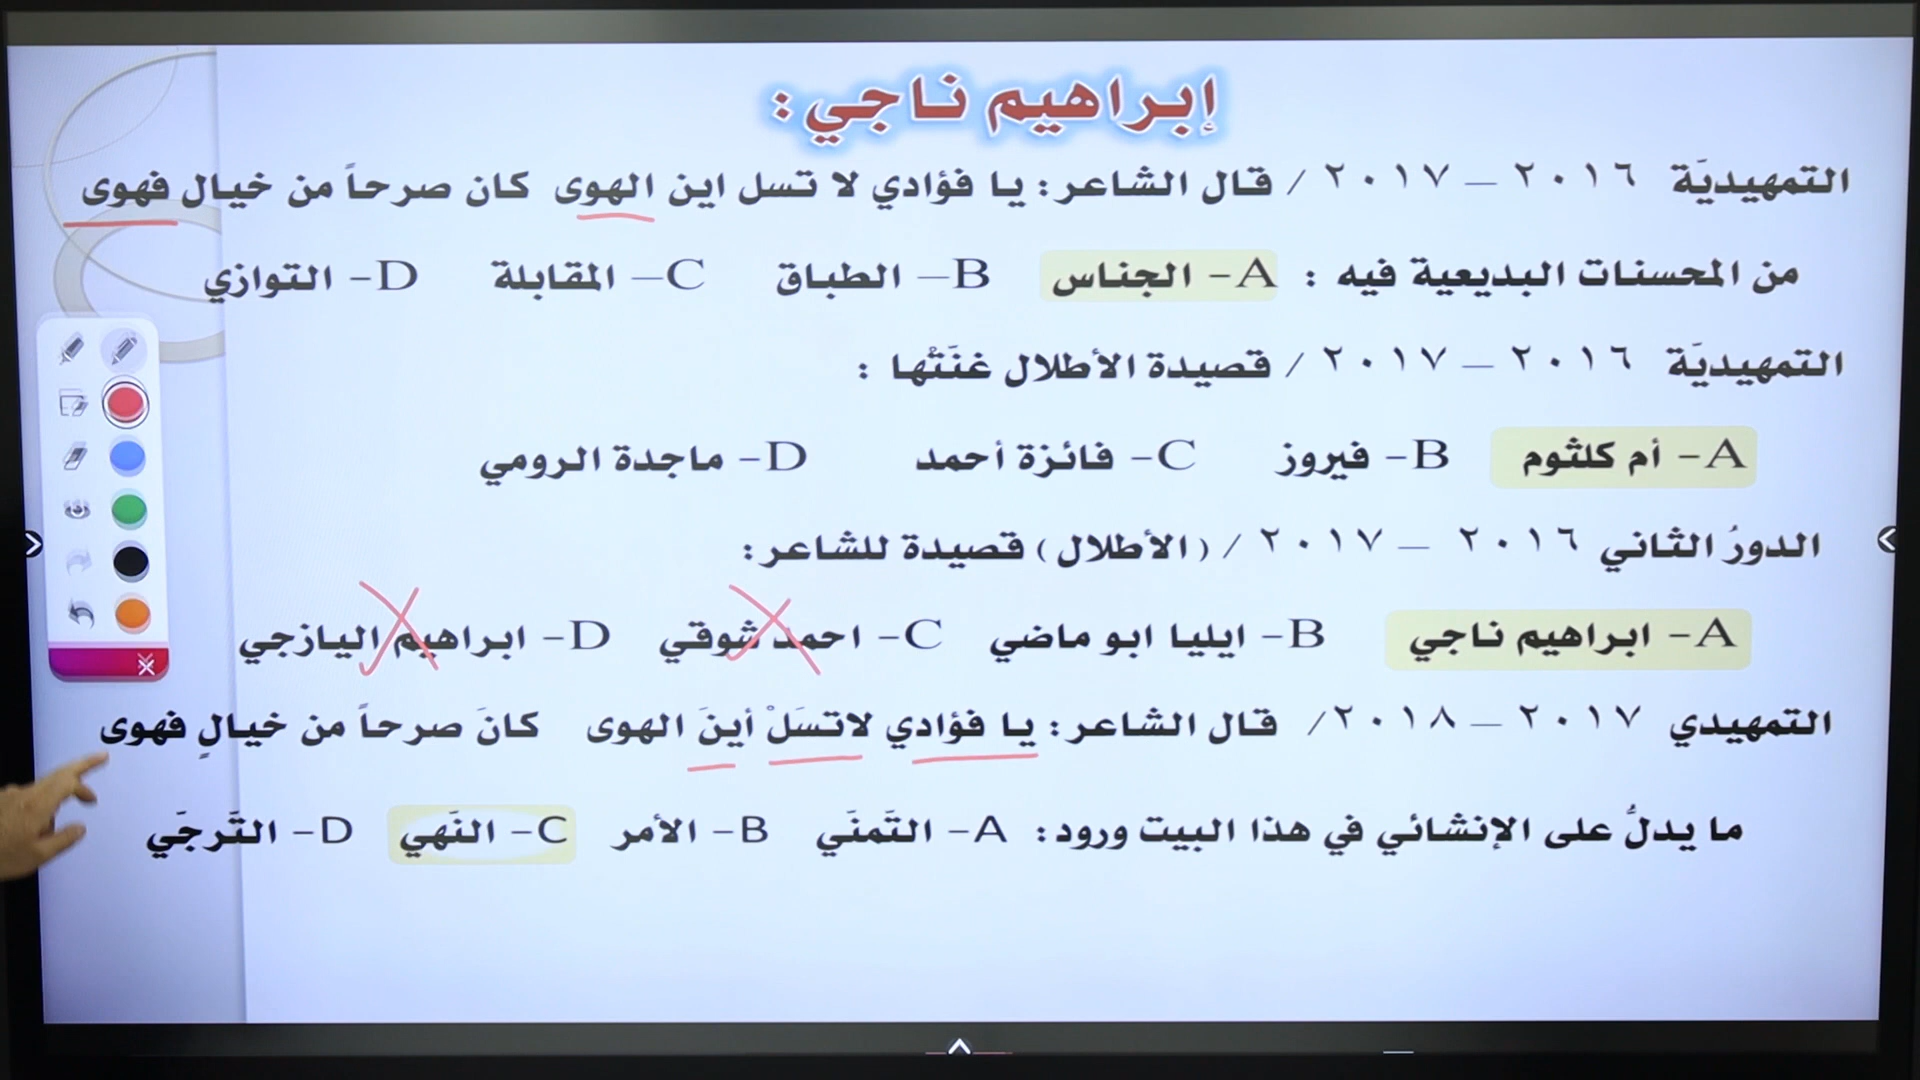 إبراهيم ناجي :
التمهيديَة ٢٠١٦ – ٢٠١٧ / قال الشاعر: يا فؤادي لا تسل اين الهوى كان صرحاً من خيال فهوى
من المحسنات البديعية فيه : A- الجناس B– الطباق C– المقابلة D- التوازي
التمهيديَة ٢٠١٦ – ٢٠١٧ / قصيدة الأطلال غنَتْها :
A- أم كلثوم B- فيروز C- فائزة أحمد D- ماجدة الرومي
الدورُ الثاني ٢٠١٦ – ٢٠١٧ / (الأطلال) قصيدة للشاعر:
A- ابراهيم ناجي B- ايليا ابو ماضي C- احمد شوقي D- ابراهيم اليازجي
التمهيدي ٢٠١٧ – ٢٠١٨ / قال الشاعر: يا فؤادي لاتسَلْ أينَ الهوى كانَ صرحاً من خيالٍ فهوى
ما يدلُّ على الإنشائي في هذا البيت ورود: A- التَمنَي B- الأمر C- النَهي D- التَرجَي